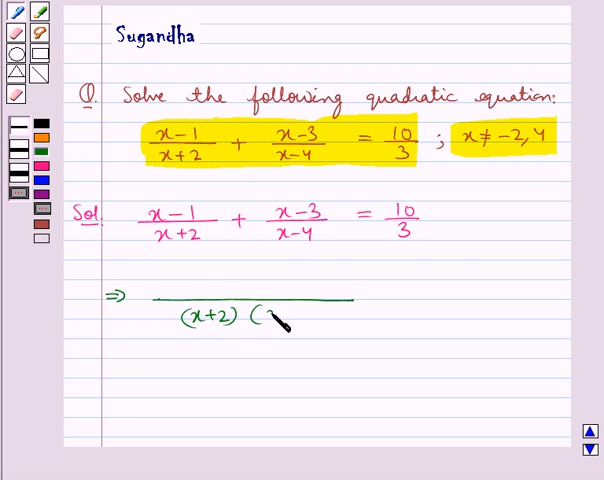 Sugandha
Q. Solve the following quadratic equation:
x-1/x+2 + x-3/x-4 = 10/3 ; x ≠ -2, 4
Sol. x-1/x+2 + x-3/x-4 = 10/3
⇒ /(x+2) (